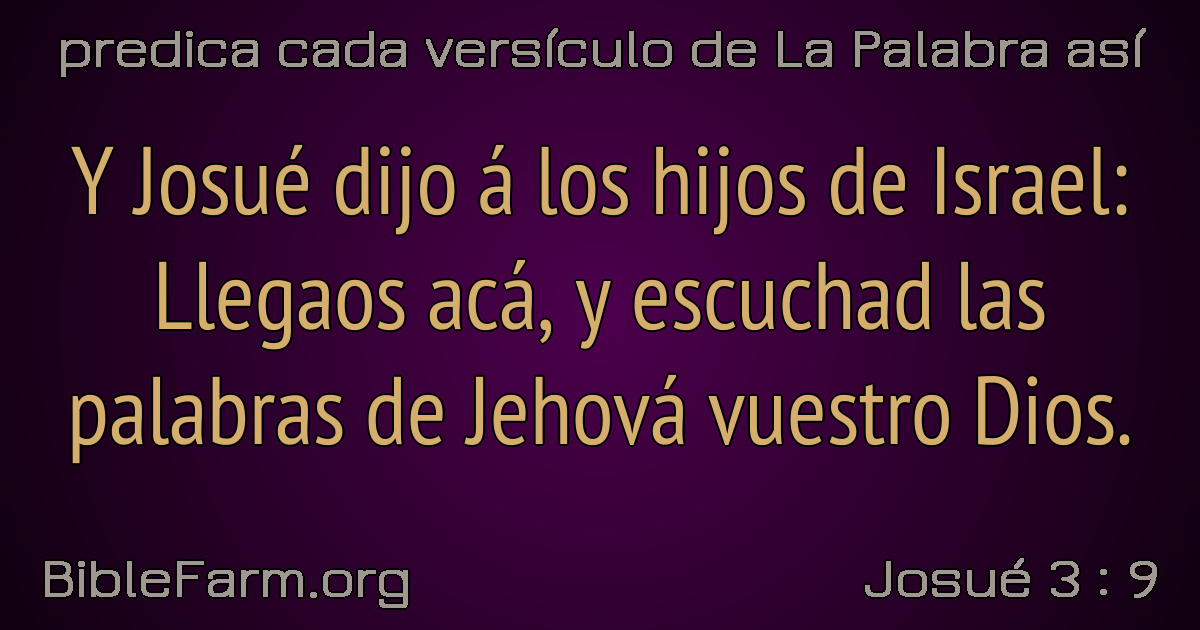 predica cada versículo de La Palabra así
Y Josué dijo á los hijos de Israel:
Llegaos acá, y escuchad las
palabras de Jehová vuestro Dios.
BibleFarm.org
Josué 3 : 9